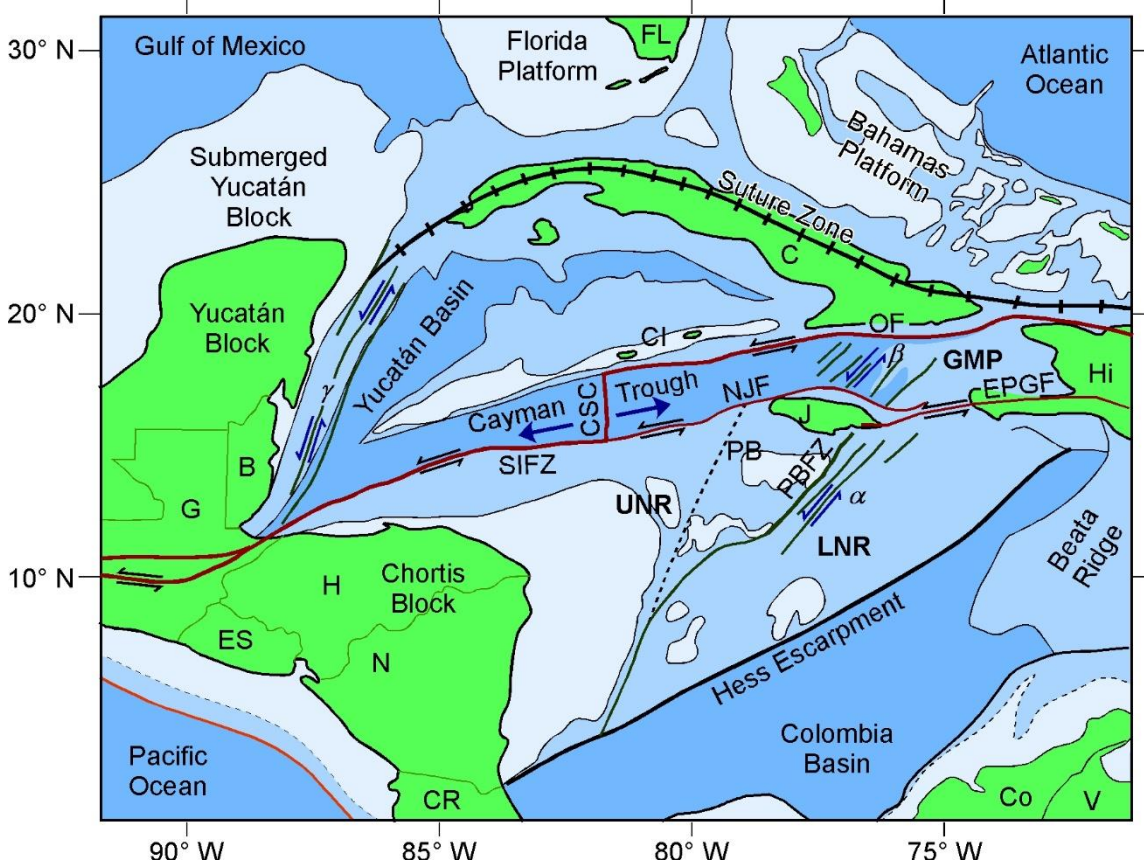 30° N
Gulf of Mexico
Florida
Platform
FL
Atlantic
Ocean
Bahamas
Platform
Submerged
Yucatán
Block
Suture Zone
C
20° N
Yucatán
Block
Yucatán Basin
γ
CI
OF
β
GMP
Hi
EPGF
Cayman
CSC
Trough
NJF
J
SIFZ
PB
PBFZ
α
B
G
UNR
LNR
Beata
Ridge
10° N
H
Chortis
Block
ES
N
Hess Escarpment
Colombia
Basin
Pacific
Ocean
CR
Co
V
90° W
85° W
80° W
75° W